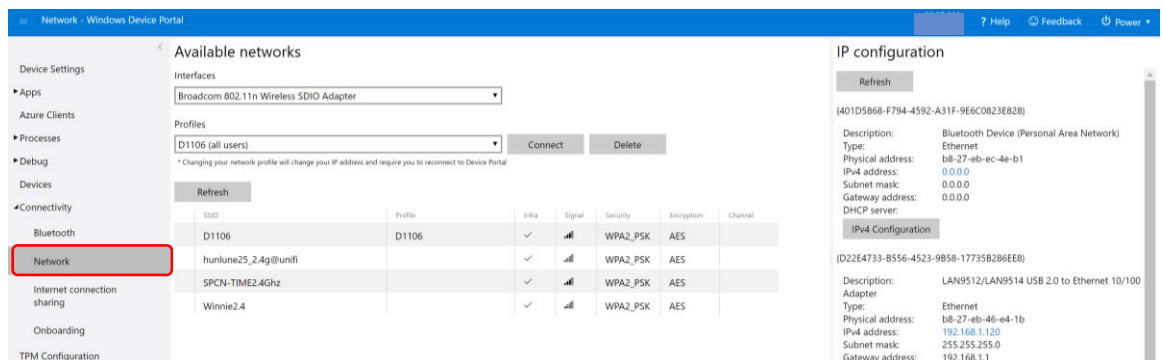 Network - Windows Device Portal
? Help
Feedback
Power
Device Settings
Apps
Azure Clients
Processes
Debug
Devices
Connectivity
Bluetooth
Network
Internet connection
sharing
Onboarding
TPM Configuration
Available networks
Interfaces
Broadcom 802.11n Wireless SDIO Adapter
Profiles
D1106 (all users)
Connect
Delete
* Changing your network profile will change your IP address and require you to reconnect to Device Portal
Refresh
SSID Profile Infra Signal Security Encryption Channel
D1106 D1106 WPA2_PSK AES
hunlune25_2.4g@unifi WPA2_PSK AES
SPCN-TIME2.4Ghz WPA2_PSK AES
Winnie2.4 WPA2_PSK AES
IP configuration
Refresh
{401D5868-F794-4592-A31F-9E6C0823E828}
Description: Bluetooth Device (Personal Area Network)
Type: Ethernet
Physical address: b8-27-eb-ec-4e-b1
IPv4 address: 0.0.0.0
Subnet mask: 0.0.0.0
Gateway address: 0.0.0.0
DHCP server:
IPv4 Configuration
{D22E4733-B556-4523-9B58-17735B286EE8}
Description: LAN9512/LAN9514 USB 2.0 to Ethernet 10/100
Adapter
Type: Ethernet
Physical address: b8-27-eb-46-e4-1b
IPv4 address: 192.168.1.120
Subnet mask: 255.255.255.0
Gateway address: 192.168.1.1